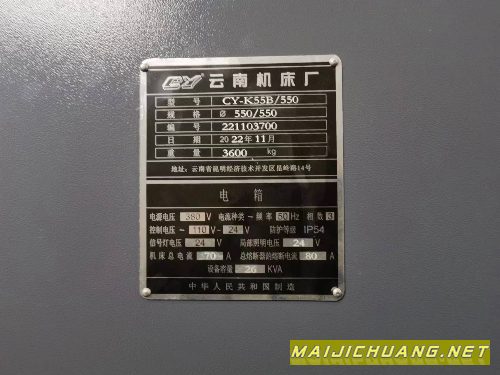 CY 云南机床厂
型号 CY-K55B/550
规格 Ø 550/550
编号 221103700
日期 2022年11月
重量 3600 kg
地址：云南省昆明经济技术开发区昆岭路14号
电箱
电源电压 380 V 电流种类 ~ 频率 50 Hz 相数 3
控制电压 ~ 110 V - 24 V 防护等级 IP54
信号灯电压 24 V 局部照明电压 24 V
机床总电流 70 A 总熔断器的熔断电流 80 A
设备容量 26 KVA
中华人民共和国制造
MAIJICHUANG.NET